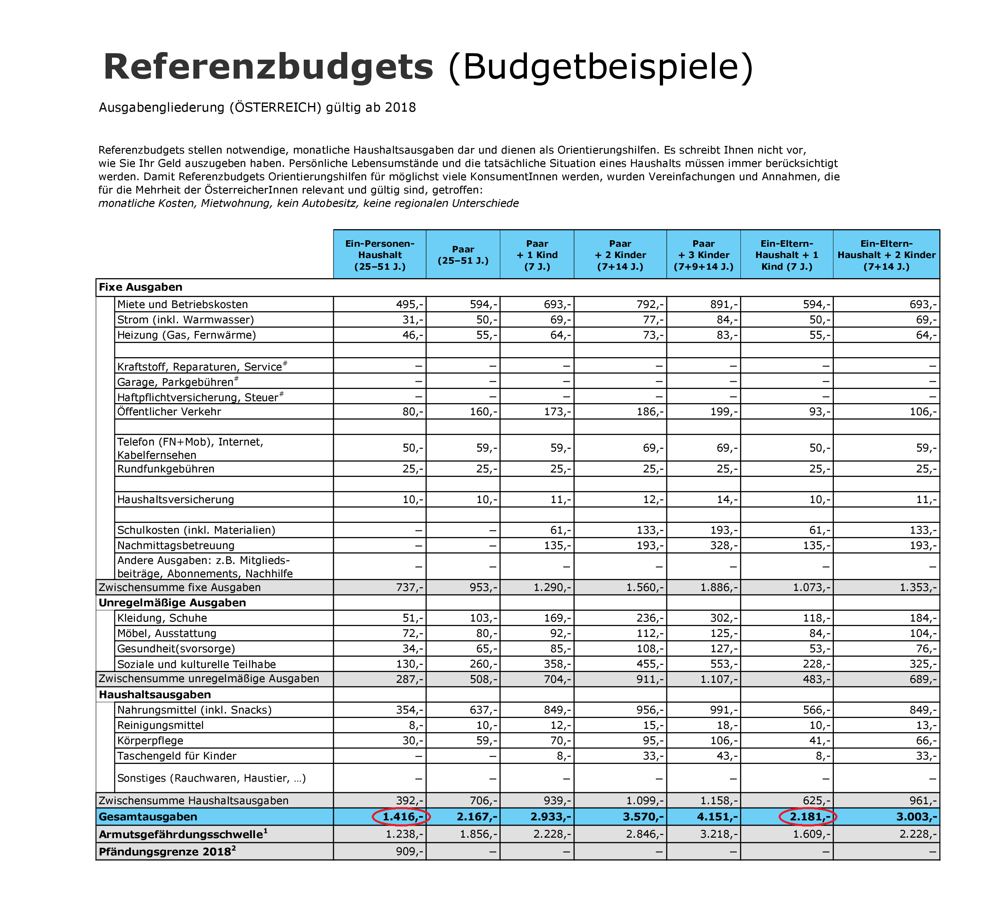 Referenzbudgets (Budgetbeispiele)
Ausgabengliederung (ÖSTERREICH) gültig ab 2018
Referenzbudgets stellen notwendige, monatliche Haushaltsausgaben dar und dienen als Orientierungshilfen. Es schreibt Ihnen nicht vor,
wie Sie Ihr Geld auszugeben haben. Persönliche Lebensumstände und die tatsächliche Situation eines Haushalts müssen immer berücksichtigt
werden. Damit Referenzbudgets Orientierungshilfen für möglichst viele KonsumentInnen werden, wurden Vereinfachungen und Annahmen, die
für die Mehrheit der ÖsterreicherInnen relevant und gültig sind, getroffen:
monatliche Kosten, Mietwohnung, kein Autobesitz, keine regionalen Unterschiede
Ein-Personen-
Haushalt
(25–51 J.)
Paar
(25–51 J.)
Paar
+ 1 Kind
(7 J.)
Paar
+ 2 Kinder
(7+14 J.)
Paar
+ 3 Kinder
(7+9+14 J.)
Ein-Eltern-
Haushalt + 1
Kind (7 J.)
Ein-Eltern-
Haushalt + 2 Kinder
(7+14 J.)
Fixe Ausgaben
Miete und Betriebskosten 495,- 594,- 693,- 792,- 891,- 594,- 693,-
Strom (inkl. Warmwasser) 31,- 50,- 69,- 77,- 84,- 50,- 69,-
Heizung (Gas, Fernwärme) 46,- 55,- 64,- 73,- 83,- 55,- 64,-
Kraftstoff, Reparaturen, Service# – – – – – – –
Garage, Parkgebühren# – – – – – – –
Haftpflichtversicherung, Steuer# – – – – – – –
Öffentlicher Verkehr 80,- 160,- 173,- 186,- 199,- 93,- 106,-
Telefon (FN+Mob), Internet,
Kabelfernsehen 50,- 59,- 59,- 69,- 69,- 50,- 59,-
Rundfunkgebühren 25,- 25,- 25,- 25,- 25,- 25,- 25,-
Haushaltsversicherung 10,- 10,- 11,- 12,- 14,- 10,- 11,-
Schulkosten (inkl. Materialien) – – 61,- 133,- 193,- 61,- 133,-
Nachmittagsbetreuung – – 135,- 193,- 328,- 135,- 193,-
Andere Ausgaben: z.B. Mitglieds-
beiträge, Abonnements, Nachhilfe – – – – – – –
Zwischensumme fixe Ausgaben 737,- 953,- 1.290,- 1.560,- 1.886,- 1.073,- 1.353,-
Unregelmäßige Ausgaben
Kleidung, Schuhe 51,- 103,- 169,- 236,- 302,- 118,- 184,-
Möbel, Ausstattung 72,- 80,- 92,- 112,- 125,- 84,- 104,-
Gesundheit(svorsorge) 34,- 65,- 85,- 108,- 127,- 53,- 76,-
Soziale und kulturelle Teilhabe 130,- 260,- 358,- 455,- 553,- 228,- 325,-
Zwischensumme unregelmäßige Ausgaben 287,- 508,- 704,- 911,- 1.107,- 483,- 689,-
Haushaltsausgaben
Nahrungsmittel (inkl. Snacks) 354,- 637,- 849,- 956,- 991,- 566,- 849,-
Reinigungsmittel 8,- 10,- 12,- 15,- 18,- 10,- 13,-
Körperpflege 30,- 59,- 70,- 95,- 106,- 41,- 66,-
Taschengeld für Kinder – – 8,- 33,- 43,- 8,- 33,-
Sonstiges (Rauchwaren, Haustier, …) – – – – – – –
Zwischensumme Haushaltsausgaben 392,- 706,- 939,- 1.099,- 1.158,- 625,- 961,-
Gesamtausgaben 1.416,- 2.167,- 2.933,- 3.570,- 4.151,- 2.181,- 3.003,-
Armutsgefährdungsschwelle1 1.238,- 1.856,- 2.228,- 2.846,- 3.218,- 1.609,- 2.228,-
Pfändungsgrenze 20182 909,- – – – – – –